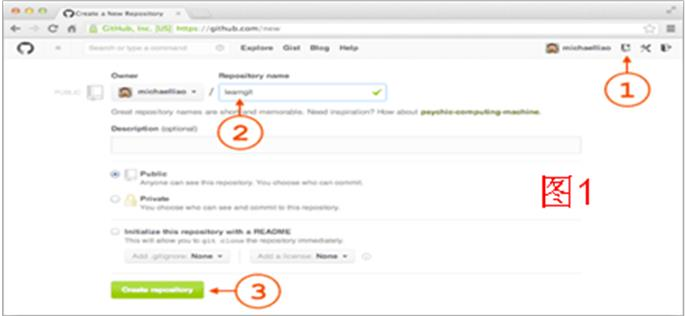 Create a New Repository
GitHub, Inc. [US] https://github.com/new
Search or type a command
Explore Gist Blog Help
michaelliao
1
Owner
Repository name
PUBLIC
michaelliao / learngit
2
Great repository names are short and memorable. Need inspiration? How about psychic-computing-machine.
Description (optional)
Public
Anyone can see this repository. You choose who can commit.
图1
Private
You choose who can see and commit to this repository.
Initialize this repository with a README
This will allow you to git clone the repository immediately.
Add .gitignore: None
Add a license: None
Create repository
3